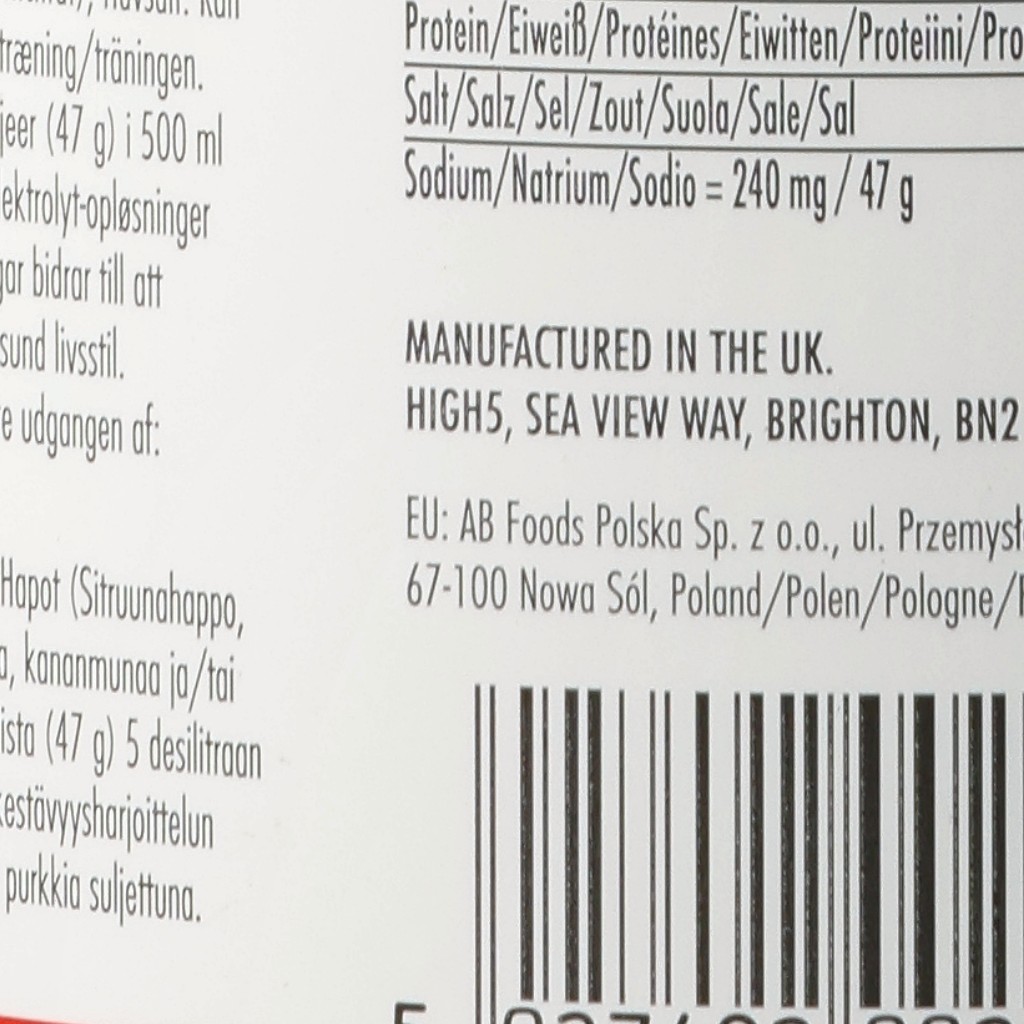 træning/träningen.
jeer (47 g) i 500 ml
ektrolyt-opløsninger
gar bidrar till att
sund livsstil.
e udgangen af:
Hapot (Sitruunahappo,
a, kananmunaa ja/tai
ista (47 g) 5 desilitraan
kestävyysharjoittelun
purkkia suljettuna.
Protein/Eiweiß/Protéines/Eiwitten/Proteiini/Pro
Salt/Salz/Sel/Zout/Suola/Sale/Sal
Sodium/Natrium/Sodio = 240 mg / 47 g
MANUFACTURED IN THE UK.
HIGH5, SEA VIEW WAY, BRIGHTON, BN2
EU: AB Foods Polska Sp. z o.o., ul. Przemysł
67-100 Nowa Sól, Poland/Polen/Pologne/